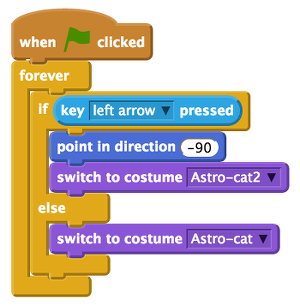 when clicked
forever
if key left arrow pressed
point in direction -90
switch to costume Astro-cat2
else
switch to costume Astro-cat